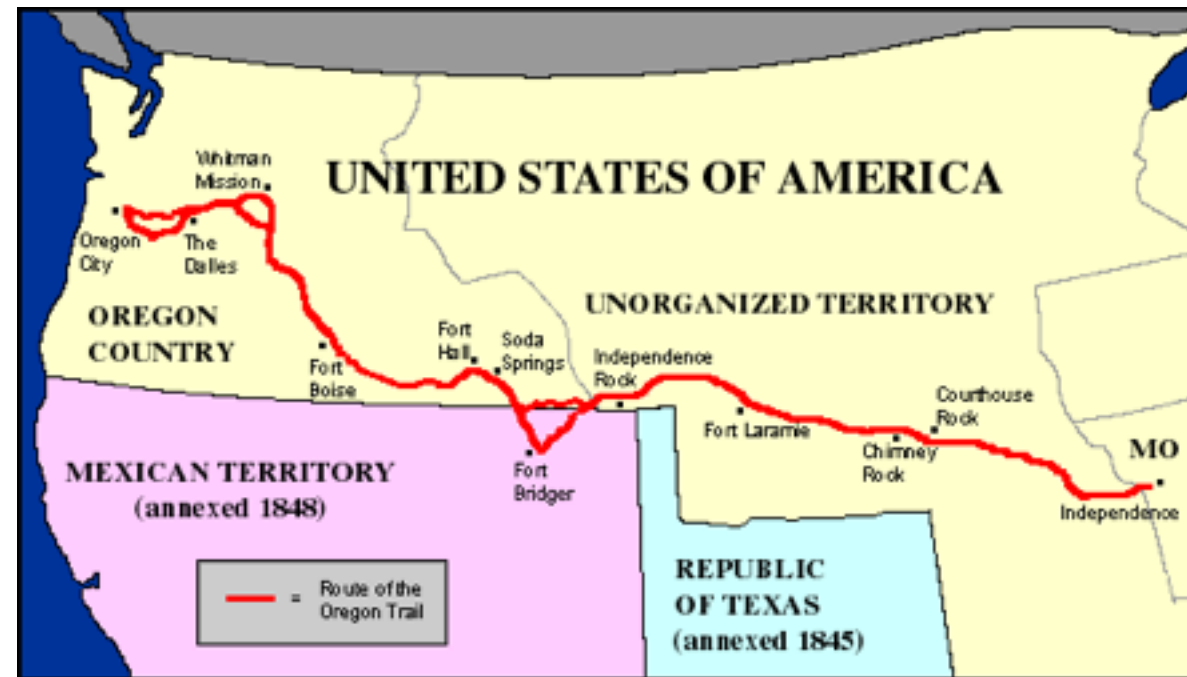 Whitman
Mission
UNITED STATES OF AMERICA
Oregon
City
The
Dalles
OREGON
COUNTRY
UNORGANIZED TERRITORY
Fort
Hall
Soda
Springs
Fort
Boise
Independence
Rock
Fort Laramie
Courthouse
Rock
Chimney
Rock
MO
Independence
MEXICAN TERRITORY
(annexed 1848)
Fort
Bridger
REPUBLIC
OF TEXAS
(annexed 1845)
= Route of the
Oregon Trail